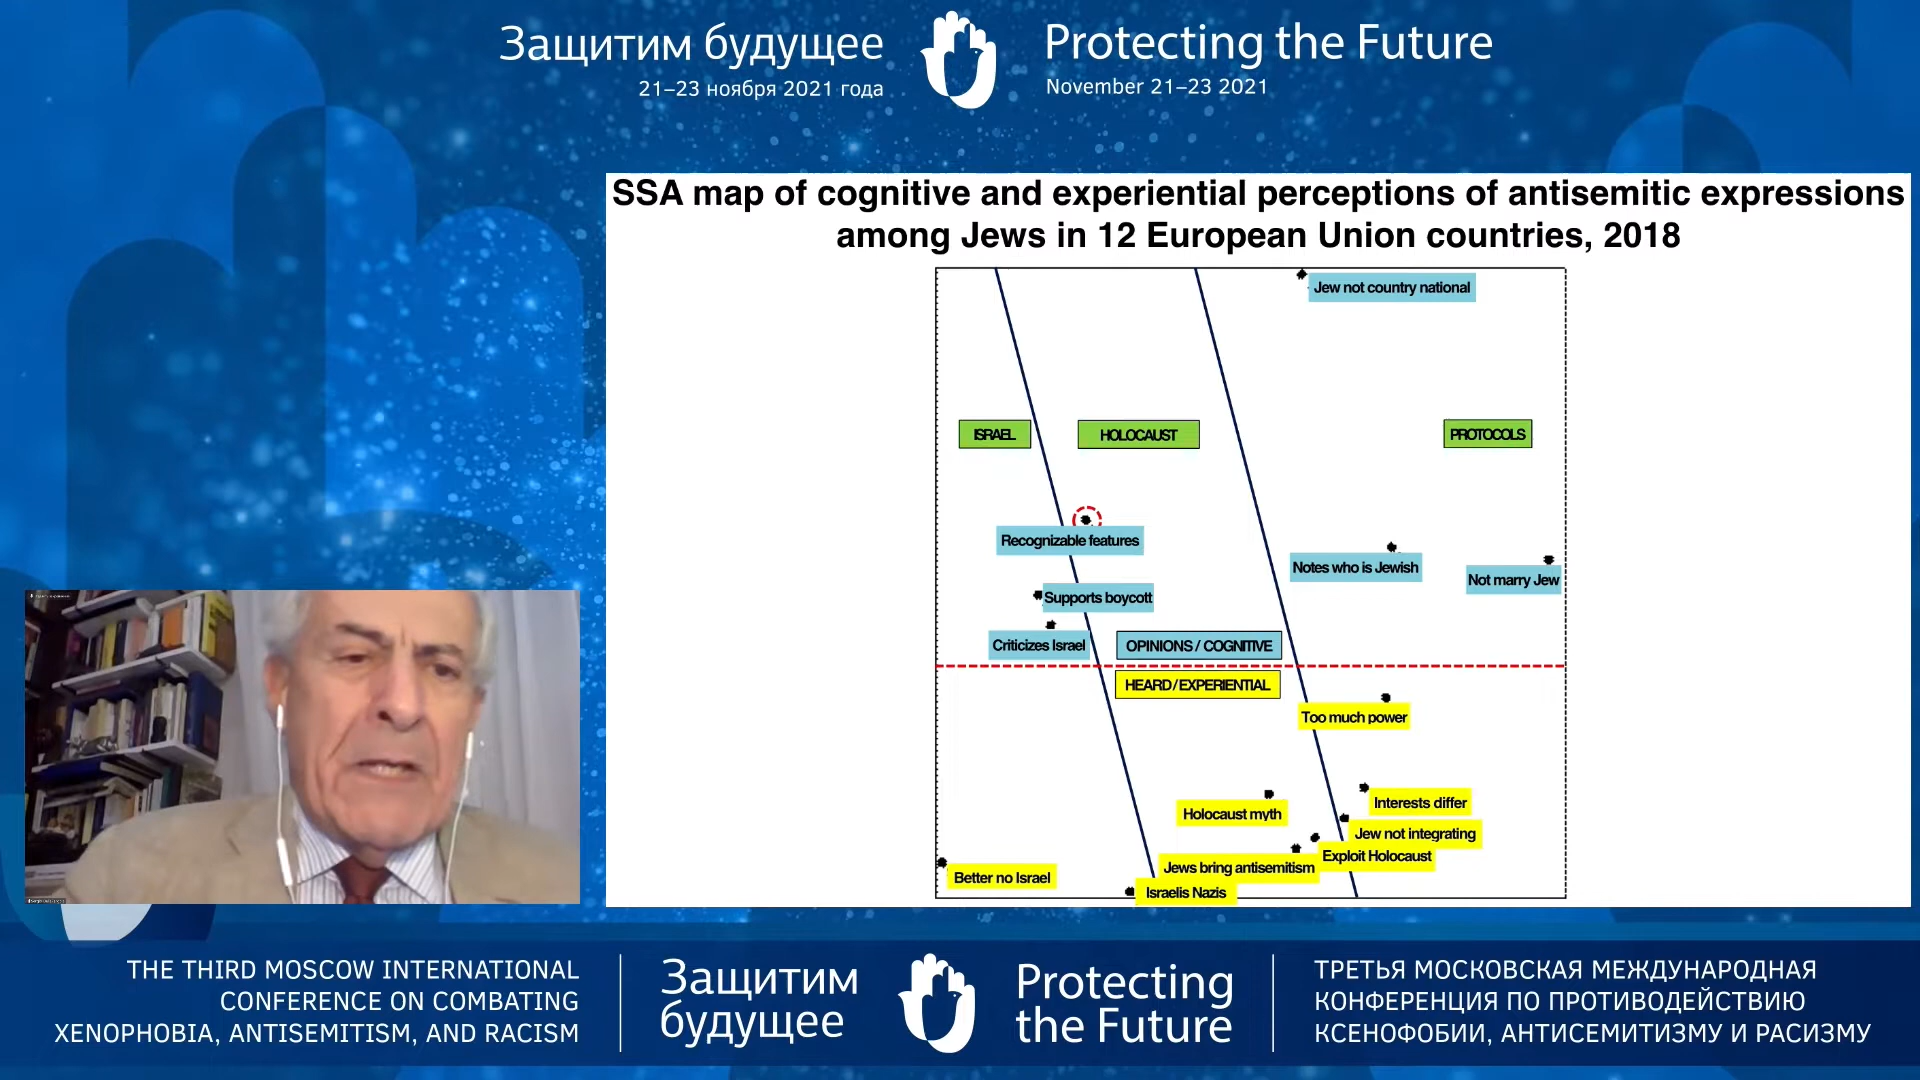 Защитим будущее
21–23 ноября 2021 года
Protecting the Future
November 21–23 2021
SSA map of cognitive and experiential perceptions of antisemitic expressions
among Jews in 12 European Union countries, 2018
Jew not country national
ISRAEL
HOLOCAUST
PROTOCOLS
Recognizable features
Notes who is Jewish
Not marry Jew
Supports boycott
Criticizes Israel
OPINIONS / COGNITIVE
HEARD / EXPERIENTIAL
Too much power
Interests differ
Holocaust myth
Jew not integrating
Exploit Holocaust
Jews bring antisemitism
Better no Israel
Israelis Nazis
THE THIRD MOSCOW INTERNATIONAL
CONFERENCE ON COMBATING
XENOPHOBIA, ANTISEMITISM, AND RACISM
Защитим
будущее
Protecting
the Future
ТРЕТЬЯ МОСКОВСКАЯ МЕЖДУНАРОДНАЯ
КОНФЕРЕНЦИЯ ПО ПРОТИВОДЕЙСТВИЮ
КСЕНОФОБИИ, АНТИСЕМИТИЗМУ И РАСИЗМУ